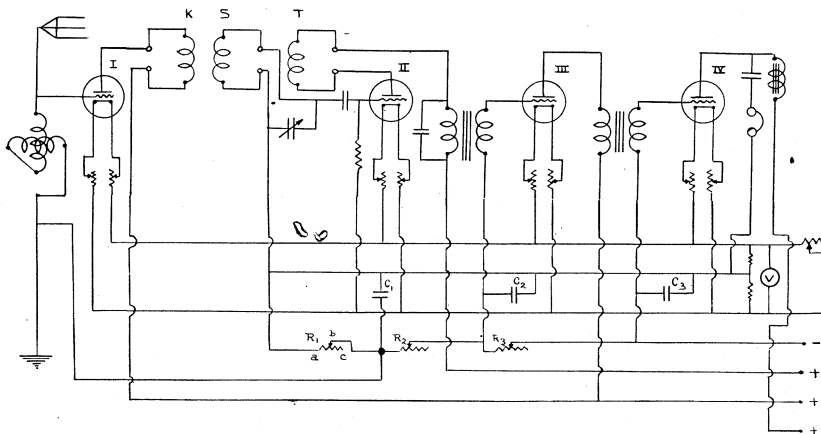 K S T
I
II
III
IV
C1
C2
C3
V
R1
b
a
c
R2
R3
−
+
+
+